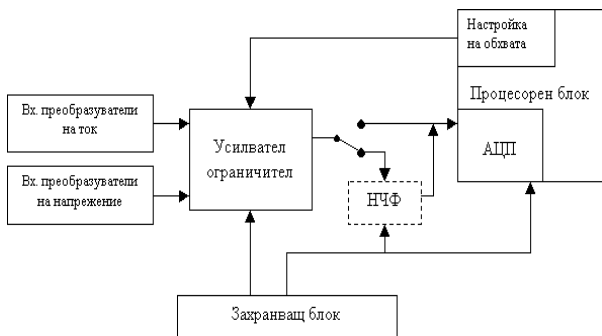 Настройка
на обхвата
Процесорен блок
Вх. преобразуватели
на ток
Усилвател
ограничител
АЦП
Вх. преобразуватели
на напрежение
НЧФ
Захранващ блок